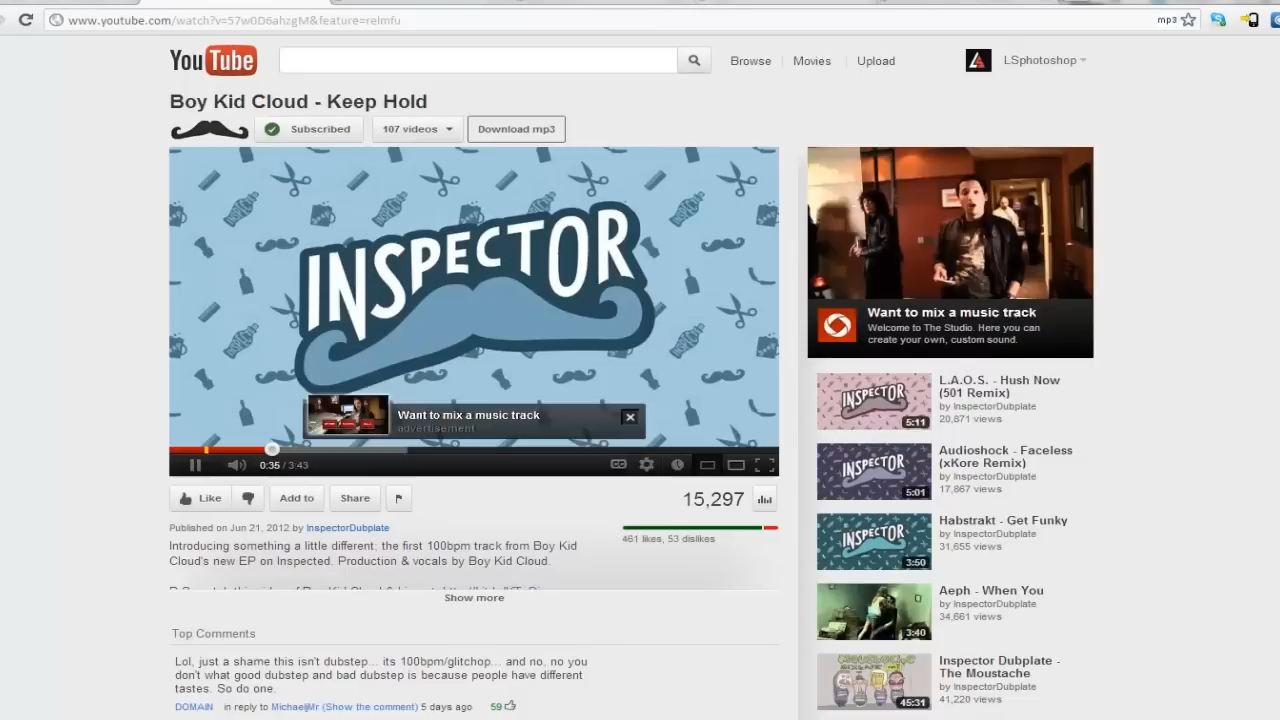 www.youtube.com/watch?v=57w0D6ahzgM&feature=relmfu
mp3
YouTube
Browse
Movies
Upload
LSphotoshop
Boy Kid Cloud - Keep Hold
Subscribed
107 videos
Download mp3
INSPECTOR
Want to mix a music track
advertisement
0:35 / 3:43
CC
Like
Add to
Share
15,297
Published on Jun 21, 2012 by InspectorDubplate
461 likes, 53 dislikes
Introducing something a little different; the first 100bpm track from Boy Kid
Cloud's new EP on Inspected. Production & vocals by Boy Kid Cloud.
Show more
Top Comments
Lol, just a shame this isn't dubstep... its 100bpm/glitchop... and no, no you
don't what good dubstep and bad dubstep is because people have different
tastes. So do one.
DOMAIN in reply to MichaeljMr (Show the comment) 5 days ago 59
Want to mix a music track
Welcome to The Studio. Here you can
create your own, custom sound.
INSPECTOR
5:11
L.A.O.S. - Hush Now
(501 Remix)
by InspectorDubplate
20,871 views
INSPECTOR
5:01
Audioshock - Faceless
(xKore Remix)
by InspectorDubplate
17,867 views
INSPECTOR
3:50
Habstrakt - Get Funky
by InspectorDubplate
31,655 views
3:40
Aeph - When You
by InspectorDubplate
34,661 views
45:31
Inspector Dubplate -
The Moustache
by InspectorDubplate
41,220 views